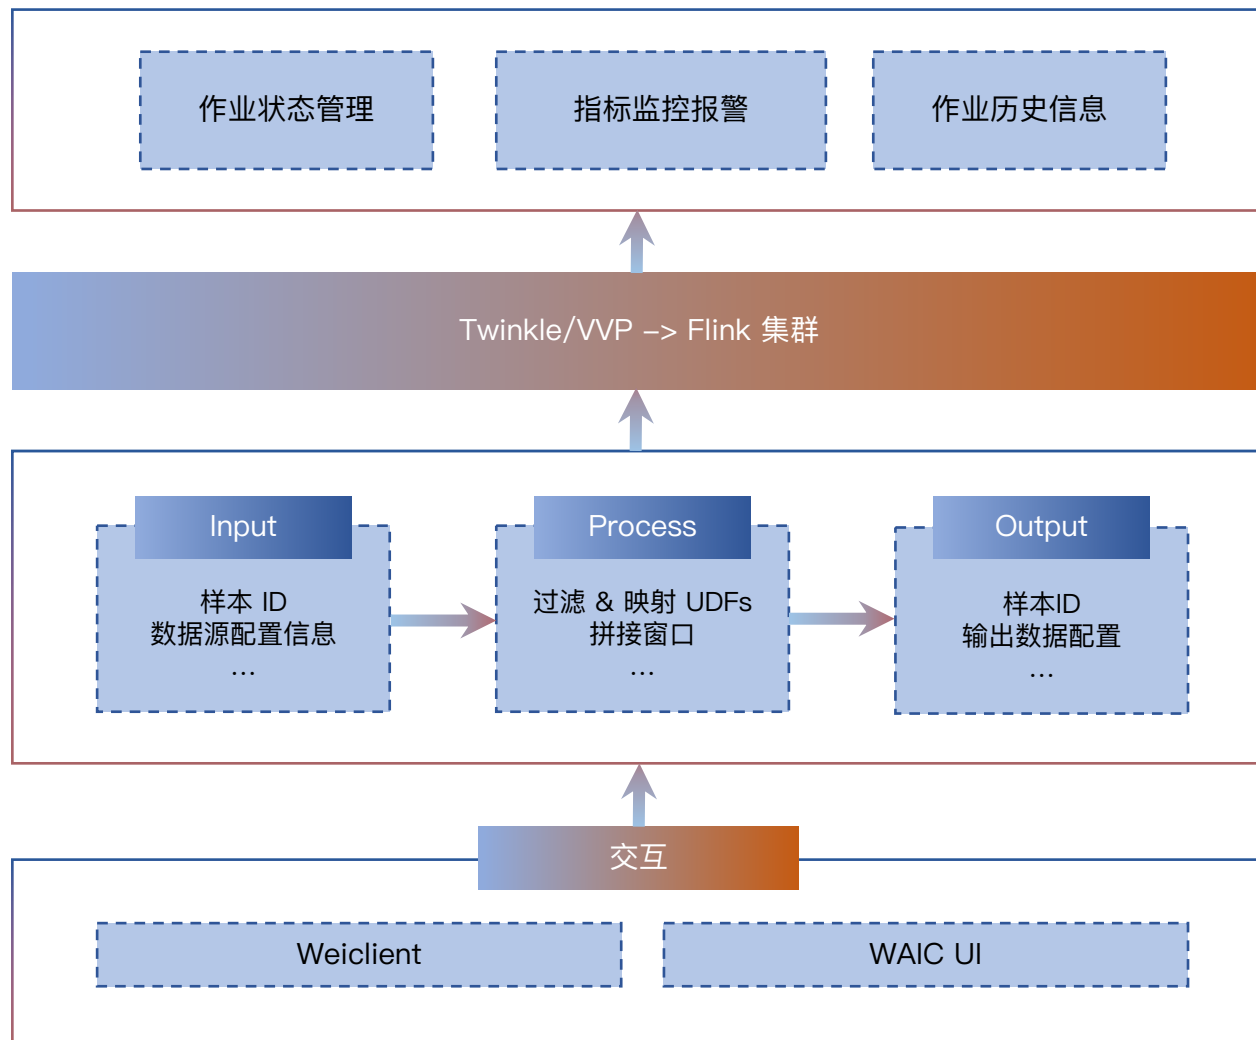 作业状态管理
指标监控报警
作业历史信息
Twinkle/VVP –> Flink 集群
Input
样本 ID
数据源配置信息
...
Process
过滤 & 映射 UDFs
拼接窗口
...
Output
样本ID
输出数据配置
...
交互
Weiclient
WAIC UI